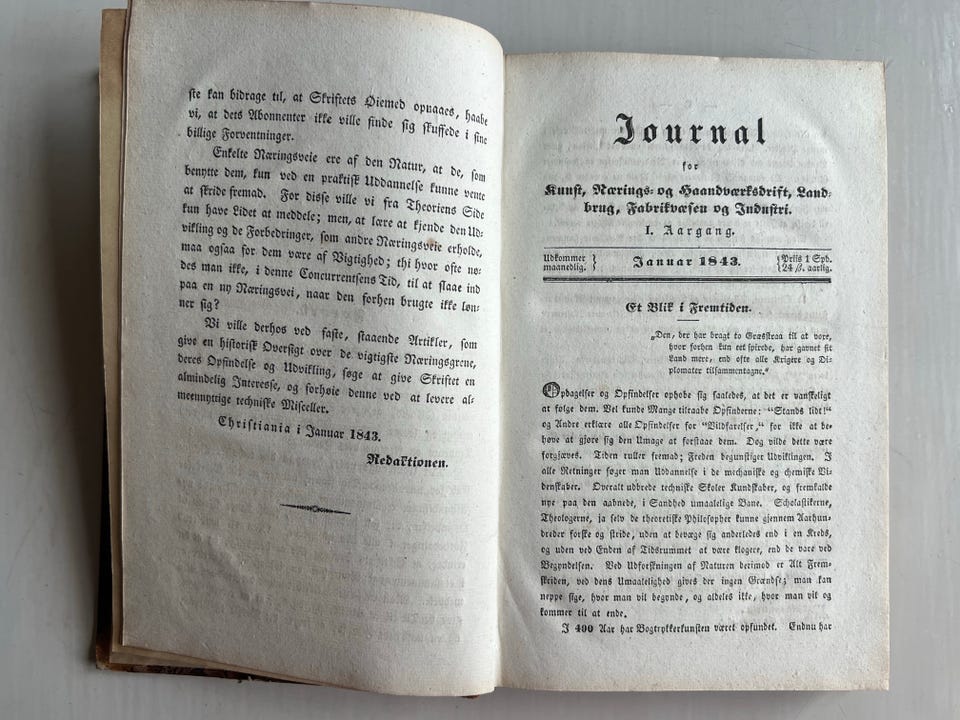 ste kan bidrage til, at Skriftets Øiemed opnaaes, haabe
vi, at dets Abonnenter ikke ville finde sig skuffede i sine
billige Forventninger.
Enkelte Næringsveie ere af den Natur, at de, som
benytte dem, kun ved en praktisk Uddannelse kunne vente
at skride fremad. For disse ville vi fra Theoriens Side
kun have Lidet at meddele; men, at lære at kjende den Ud-
vikling og de Forbedringer, som andre Næringsveie erholde,
maa ogsaa for dem være af Vigtighed; thi hvor ofte nø-
des man ikke, i denne Concurrentsens Tid, til at slaae ind
paa en ny Næringsvei, naar den forhen brugte ikke løn-
ner sig?
Vi ville derhos ved faste, staaende Artikler, som
give en historisk Oversigt over de vigtigste Næringsgrene,
deres Opfindelse og Udvikling, søge at give Skriftet en
almindelig Interesse, og forhøie denne ved at levere al-
meennyttige techniske Misceller.
Christiania i Januar 1843.
Redaktionen.
Journal
for
Kunst, Nærings- og Haandværksdrift, Land-
brug, Fabrikvæsen og Industri.
I. Aargang.
Udkommer
maanedlig.
Januar 1843.
Priis 1 Spd.
24 ß. aarlig.
Et Blik i Fremtiden.
„Den, der har bragt to Græsstraa til at voxe,
hvor forhen kun eet spirede, har gavnet sit
Land mere, end ofte alle Krigere og Di-
plomater tilsammentagne.“
Opdagelser og Opfindelser ophobe sig saaledes, at det er vanskeligt
at følge dem. Vel kunde Mange tilraabe Opfinderne: "Stands lidt!"
og Andre erklære alle Opfindelser for "Vildfarelser," for ikke at be-
høve at gjøre sig den Umage at forstaae dem. Dog vilde dette være
forgjæves. Tiden ruller fremad; Freden begunstiger Udviklingen. I
alle Retninger søger man Uddannelse i de mechaniske og chemiske Vi-
denskaber. Overalt udbrede techniske Skoler Kundskaber, og fremkalde
nye paa den aabnede, i Sandhed umaalelige Bane. Scholastikerne,
Theologerne, ja selv de theoretiske Philosopher kunne gjennem Aarhun-
dreder forske og stride, uden at bevæge sig anderledes end i en Kreds,
og uden ved Enden af Tidsrummet at være klogere, end de vare ved
Begyndelsen. Ved Udforskningen af Naturen derimod er Alt Frem-
skriden, ved dens Umaalelighed gives der ingen Grændse; man kan
neppe sige, hvor man vil begynde, og aldeles ikke, hvor man vil og
kommer til at ende.
I 400 Aar har Bogtrykkerkunsten været opfundet. Endnu har